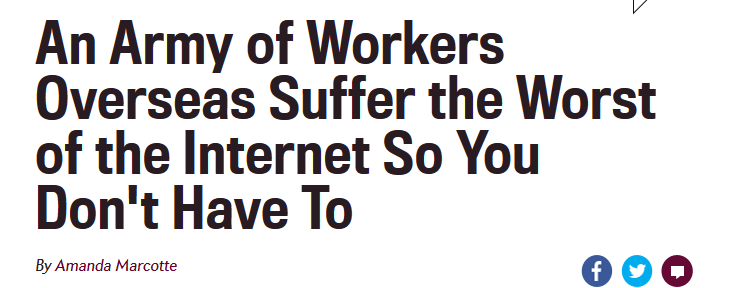 An Army of Workers
Overseas Suffer the Worst
of the Internet So You
Don't Have To
By Amanda Marcotte